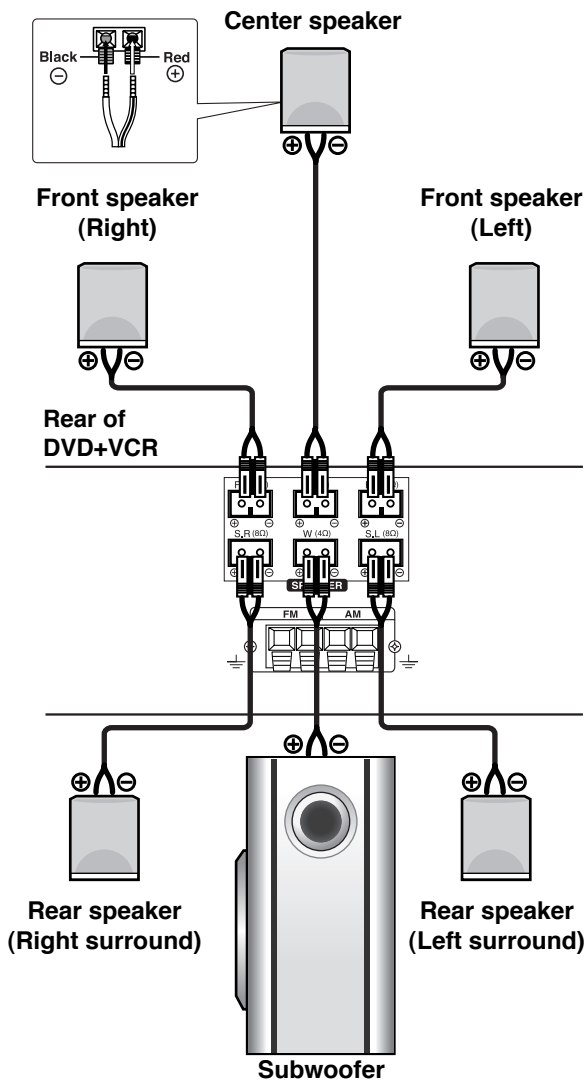 Center speaker
Black
Red
⊖
⊕
⊕ ⊖
Front speaker
(Right)
Front speaker
(Left)
⊕ ⊖
⊕ ⊖
Rear of
DVD+VCR
⊕ ⊖ ⊕ ⊖ ⊕ ⊖
S.R (8Ω) W (4Ω) S.L (8Ω)
FM AM
⊕ ⊖
⊕ ⊖
⊕ ⊖
Rear speaker
(Right surround)
Rear speaker
(Left surround)
Subwoofer